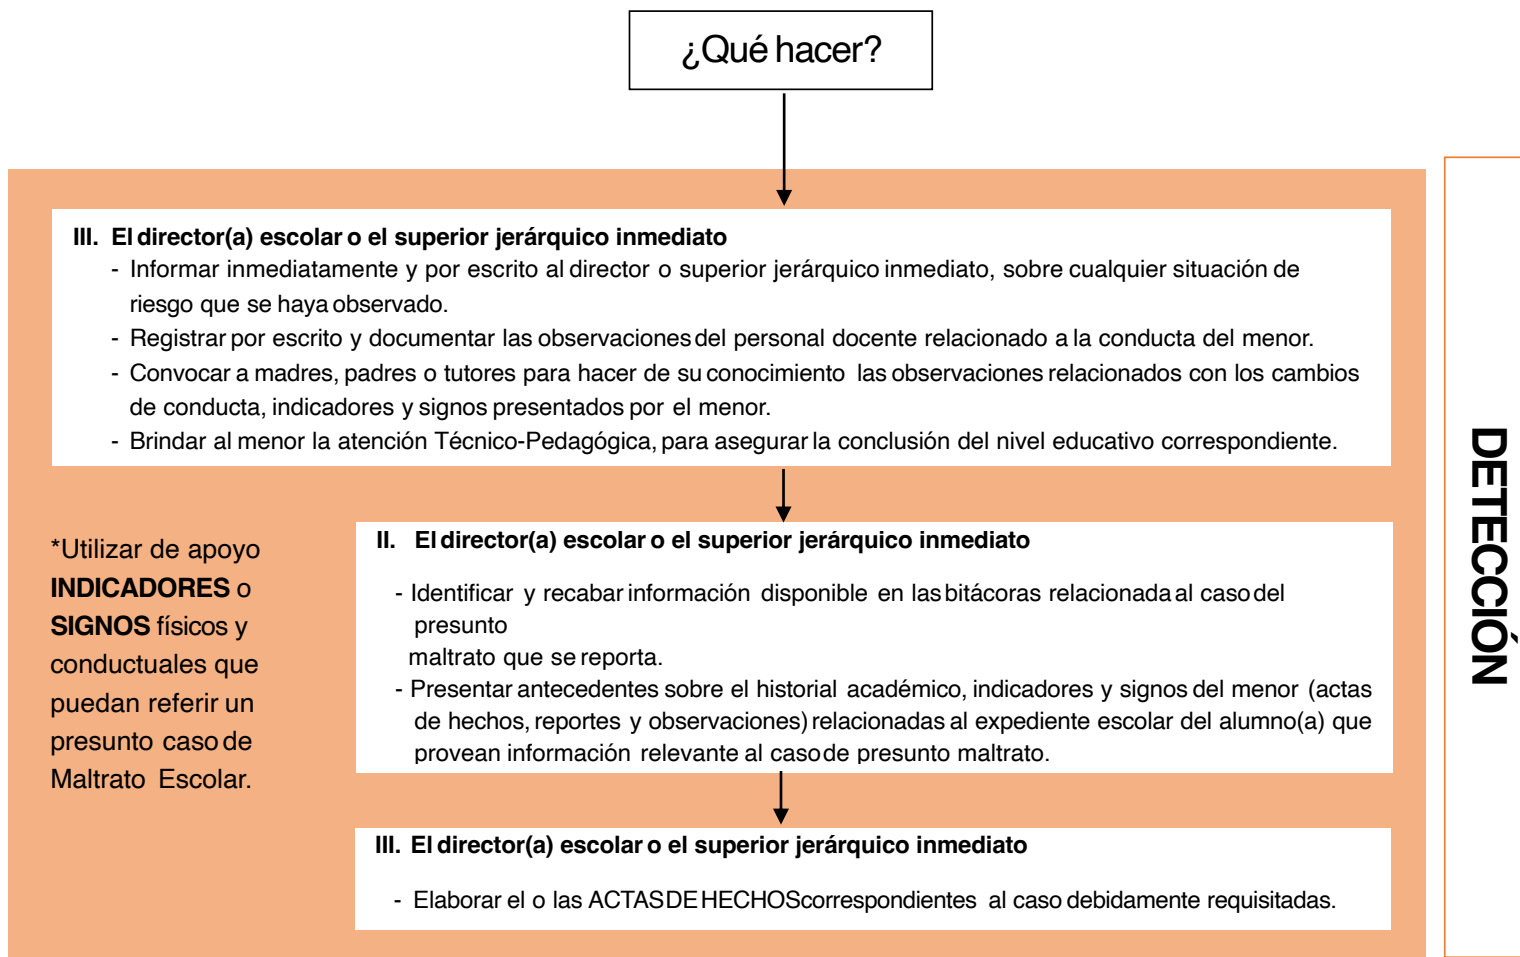 ¿Qué hacer?
III. El director(a) escolar o el superior jerárquico inmediato
- Informar inmediatamente y por escrito al director o superior jerárquico inmediato, sobre cualquier situación de
riesgo que se haya observado.
- Registrar por escrito y documentar las observaciones del personal docente relacionado a la conducta del menor.
- Convocar a madres, padres o tutores para hacer de su conocimiento las observaciones relacionados con los cambios
de conducta, indicadores y signos presentados por el menor.
- Brindar al menor la atención Técnico-Pedagógica, para asegurar la conclusión del nivel educativo correspondiente.
*Utilizar de apoyo
INDICADORES o
SIGNOS físicos y
conductuales que
puedan referir un
presunto caso de
Maltrato Escolar.
II. El director(a) escolar o el superior jerárquico inmediato
- Identificar y recabar información disponible en las bitácoras relacionada al caso del
presunto
maltrato que se reporta.
- Presentar antecedentes sobre el historial académico, indicadores y signos del menor (actas
de hechos, reportes y observaciones) relacionadas al expediente escolar del alumno(a) que
provean información relevante al caso de presunto maltrato.
III. El director(a) escolar o el superior jerárquico inmediato
- Elaborar el o las ACTAS DE HECHOS correspondientes al caso debidamente requisitadas.
DETECCIÓN